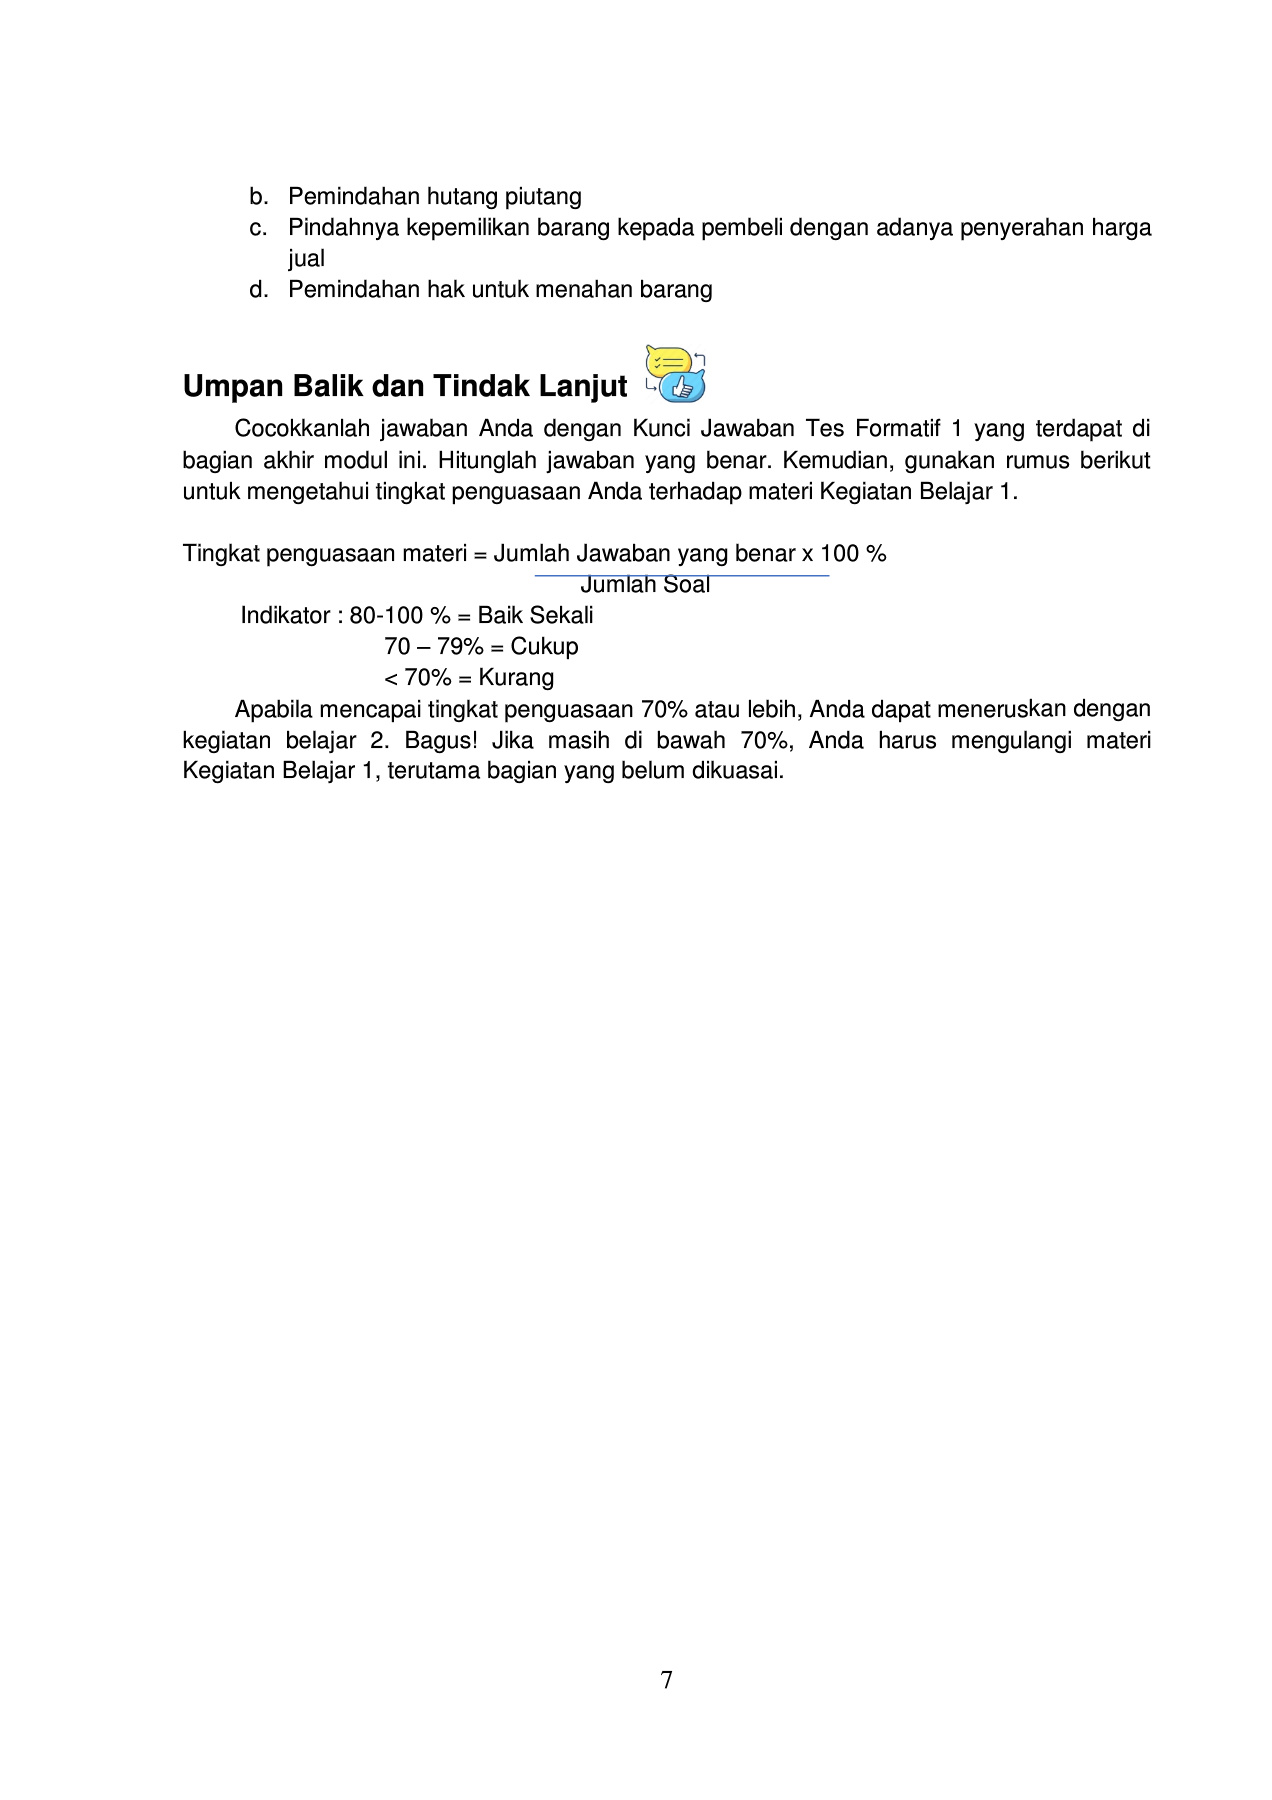 b. Pemindahan hutang piutang
c. Pindahnya kepemilikan barang kepada pembeli dengan adanya penyerahan harga
jual
d. Pemindahan hak untuk menahan barang
Umpan Balik dan Tindak Lanjut
Cocokkanlah jawaban Anda dengan Kunci Jawaban Tes Formatif 1 yang terdapat di
bagian akhir modul ini. Hitunglah jawaban yang benar. Kemudian, gunakan rumus berikut
untuk mengetahui tingkat penguasaan Anda terhadap materi Kegiatan Belajar 1.
Tingkat penguasaan materi = Jumlah Jawaban yang benar x 100 %
Jumlah Soal
Indikator : 80-100 % = Baik Sekali
70 – 79% = Cukup
< 70% = Kurang
Apabila mencapai tingkat penguasaan 70% atau lebih, Anda dapat meneruskan dengan
kegiatan belajar 2. Bagus! Jika masih di bawah 70%, Anda harus mengulangi materi
Kegiatan Belajar 1, terutama bagian yang belum dikuasai.
7